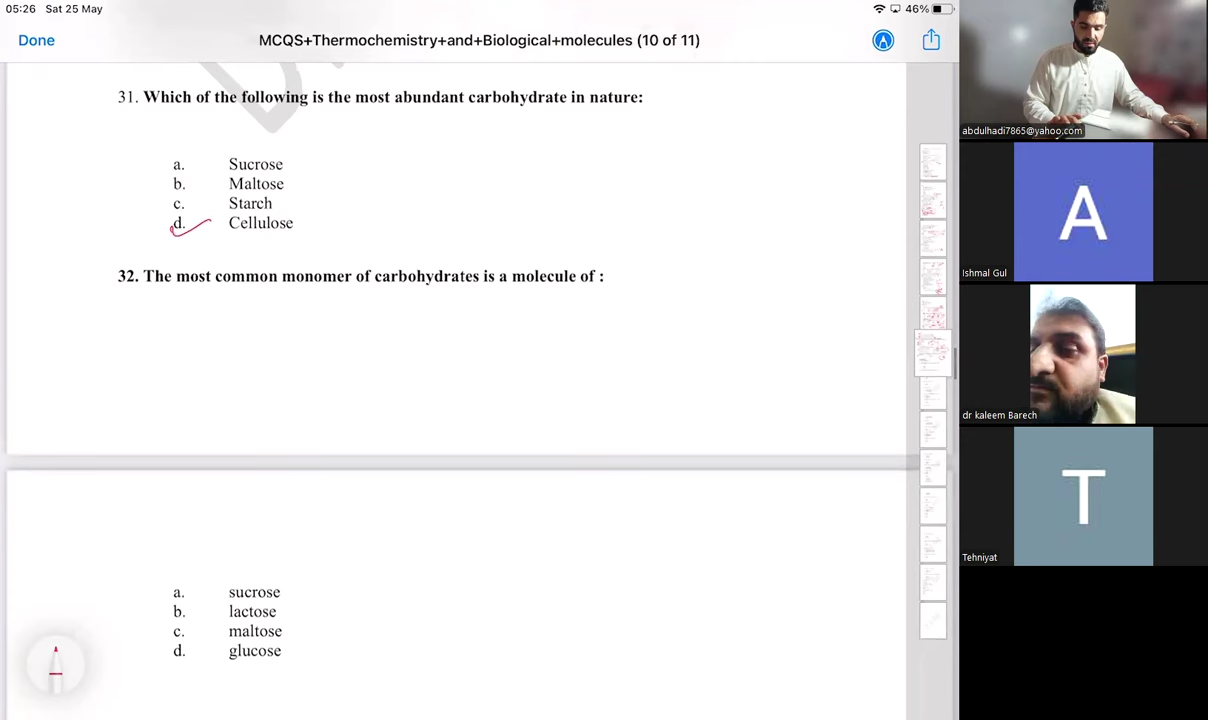 05:26 Sat 25 May
46%
Done
MCQS+Thermochemistry+and+Biological+molecules (10 of 11)
31. Which of the following is the most abundant carbohydrate in nature:
a. Sucrose
b. Maltose
c. Starch
d. Cellulose
32. The most common monomer of carbohydrates is a molecule of :
a. sucrose
b. lactose
c. maltose
d. glucose
abdulhadi7865@yahoo.com
A
Ishmal Gul
dr kaleem Barech
T
Tehniyat